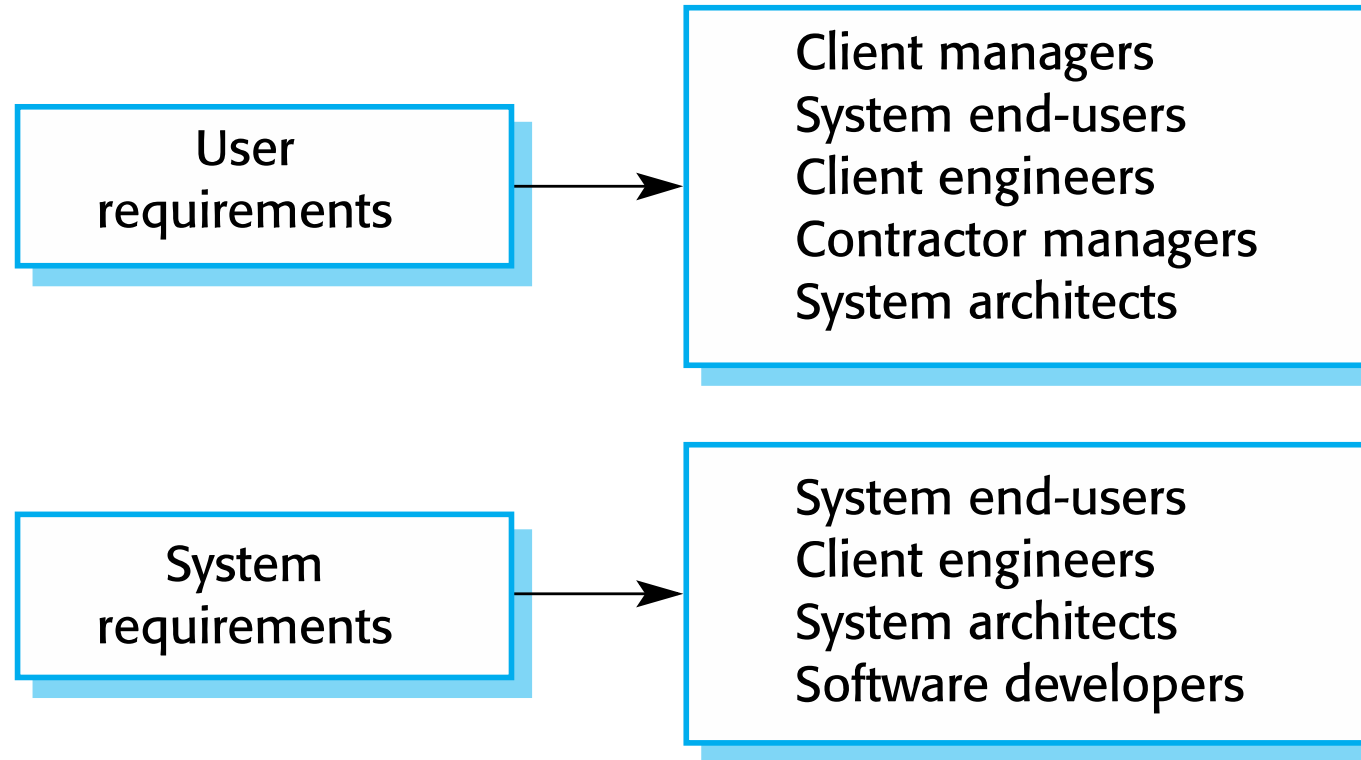 User
requirements
Client managers
System end-users
Client engineers
Contractor managers
System architects
System
requirements
System end-users
Client engineers
System architects
Software developers